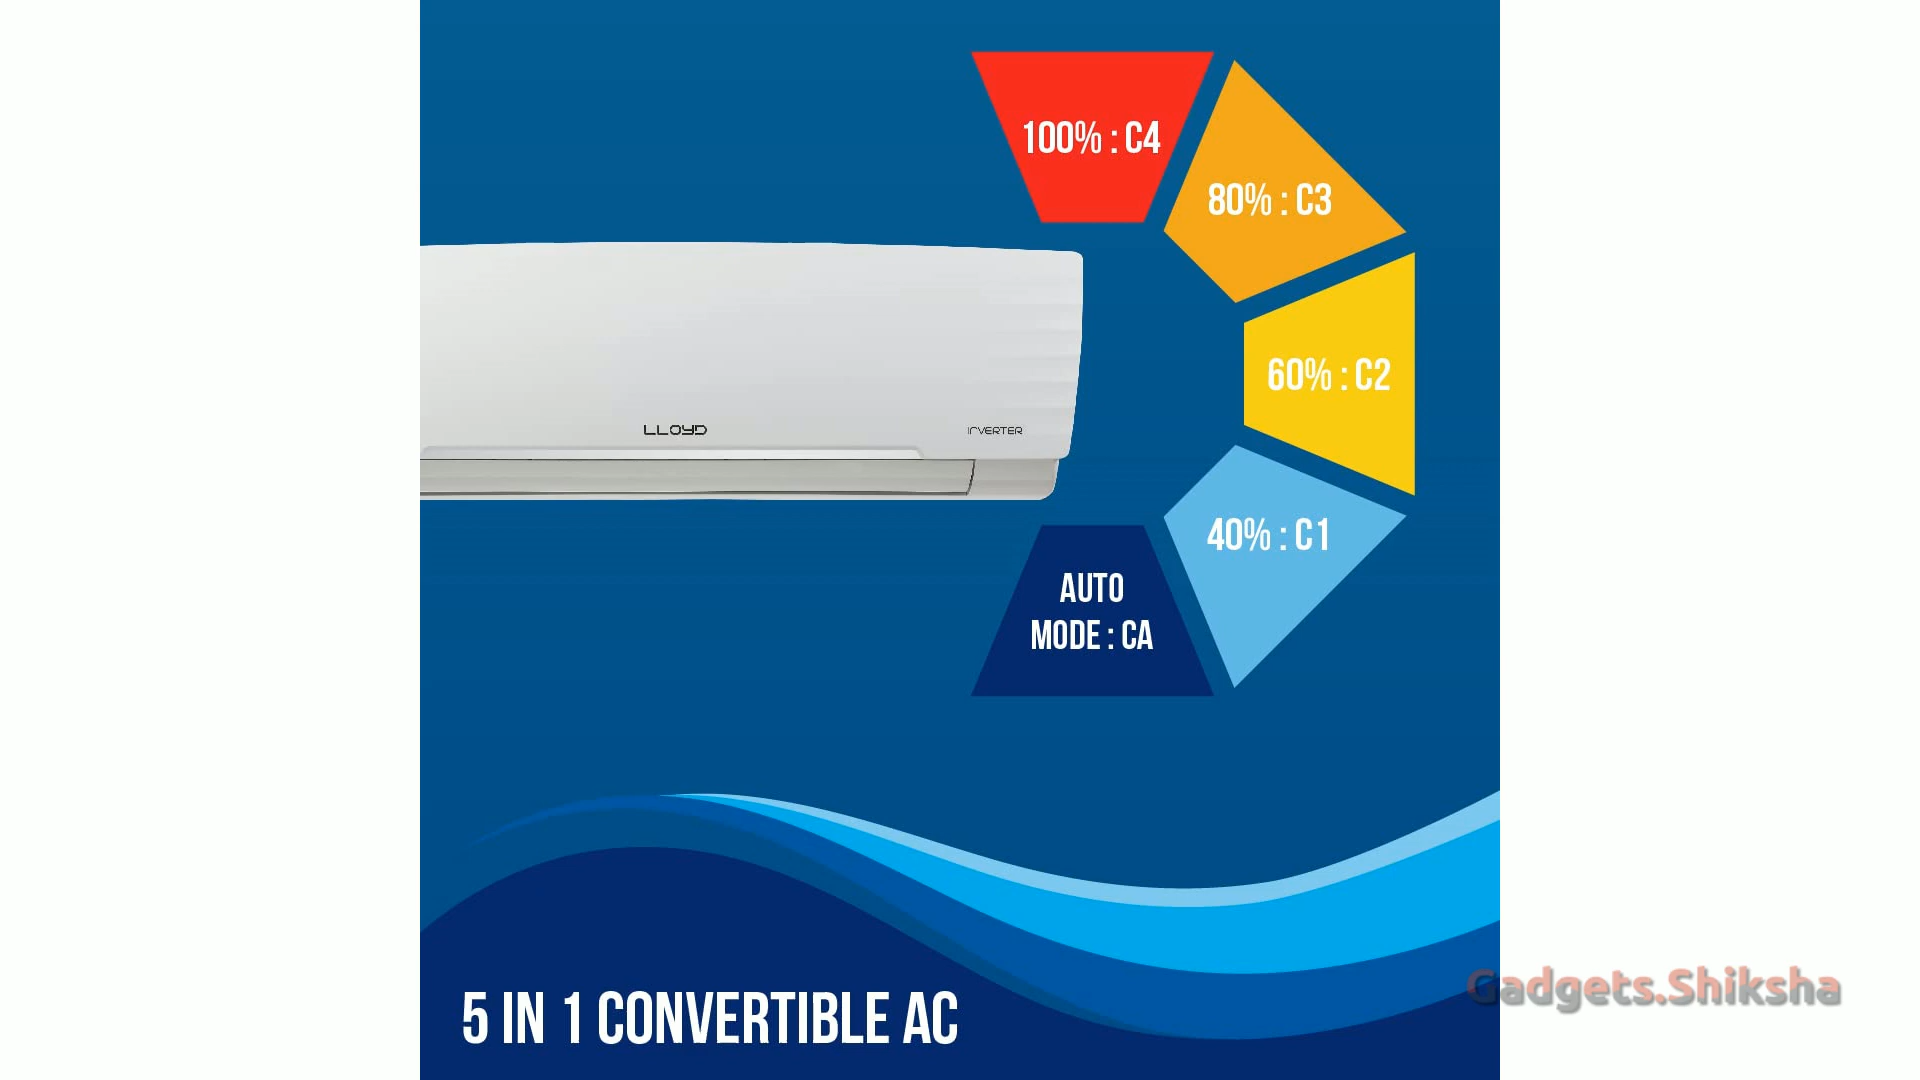 100% : C4
80% : C3
60% : C2
LLOYD
INVERTER
40% : C1
AUTO
MODE : CA
5 IN 1 CONVERTIBLE AC
Gadgets.Shiksha